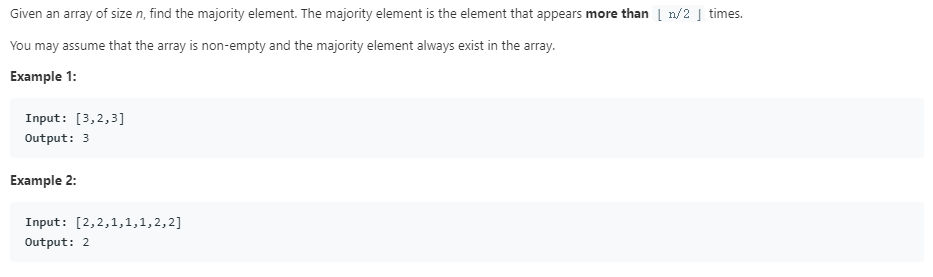 Given an array of size n, find the majority element. The majority element is the element that appears more than ⌊ n/2 ⌋ times.
You may assume that the array is non-empty and the majority element always exist in the array.
Example 1:
Input: [3,2,3]
Output: 3
Example 2:
Input: [2,2,1,1,1,2,2]
Output: 2